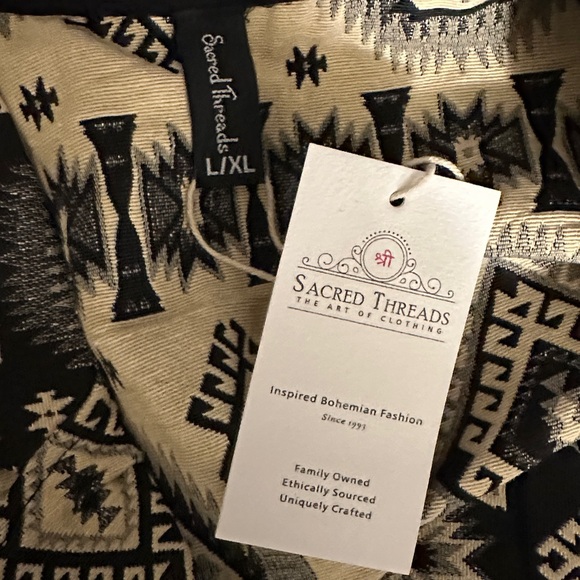 Sacred Threads
L/XL
श्री
SACRED THREADS
THE ART OF CLOTHING
Inspired Bohemian Fashion
Since 1993
Family Owned
Ethically Sourced
Uniquely Crafted